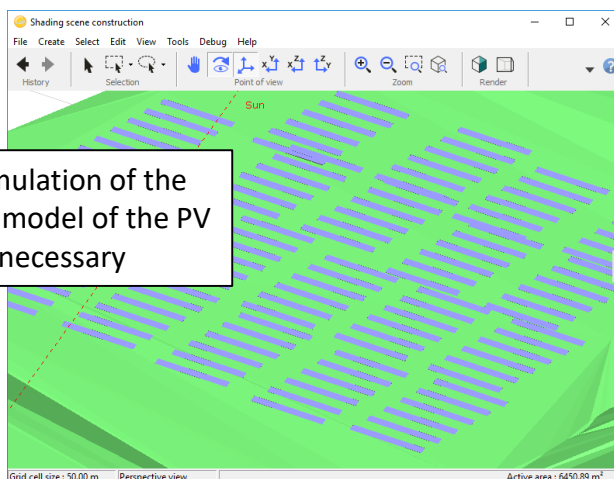 Shading scene construction
File Create Select Edit View Tools Debug Help
History Selection Point of view Zoom Render
Sun
mulation of the
model of the PV
necessary
Grid cell size : 50.00 m Perspective view Active area : 6450.89 m²